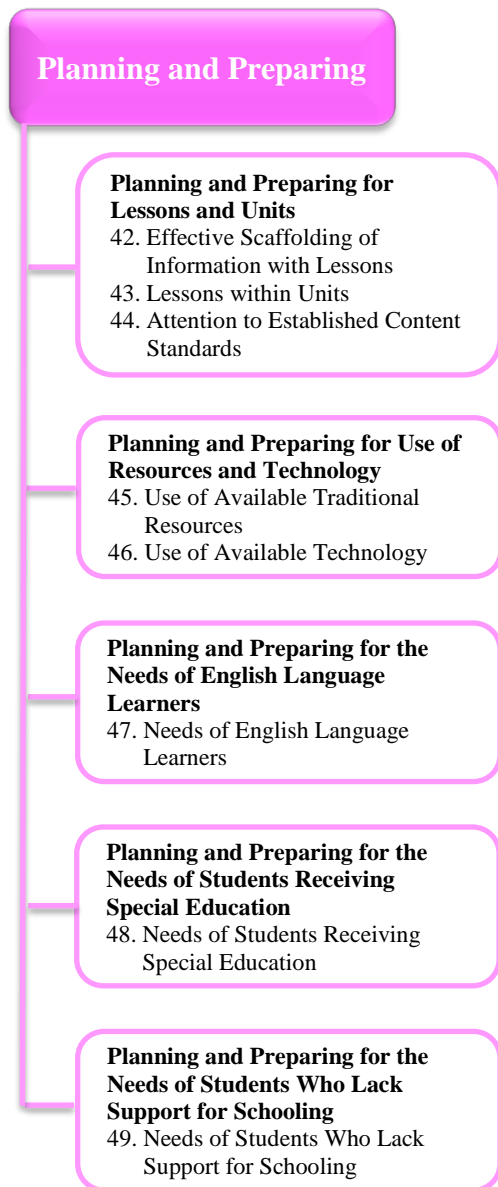 Planning and Preparing
Planning and Preparing for
Lessons and Units
42. Effective Scaffolding of
Information with Lessons
43. Lessons within Units
44. Attention to Established Content
Standards
Planning and Preparing for Use of
Resources and Technology
45. Use of Available Traditional
Resources
46. Use of Available Technology
Planning and Preparing for the
Needs of English Language
Learners
47. Needs of English Language
Learners
Planning and Preparing for the
Needs of Students Receiving
Special Education
48. Needs of Students Receiving
Special Education
Planning and Preparing for the
Needs of Students Who Lack
Support for Schooling
49. Needs of Students Who Lack
Support for Schooling